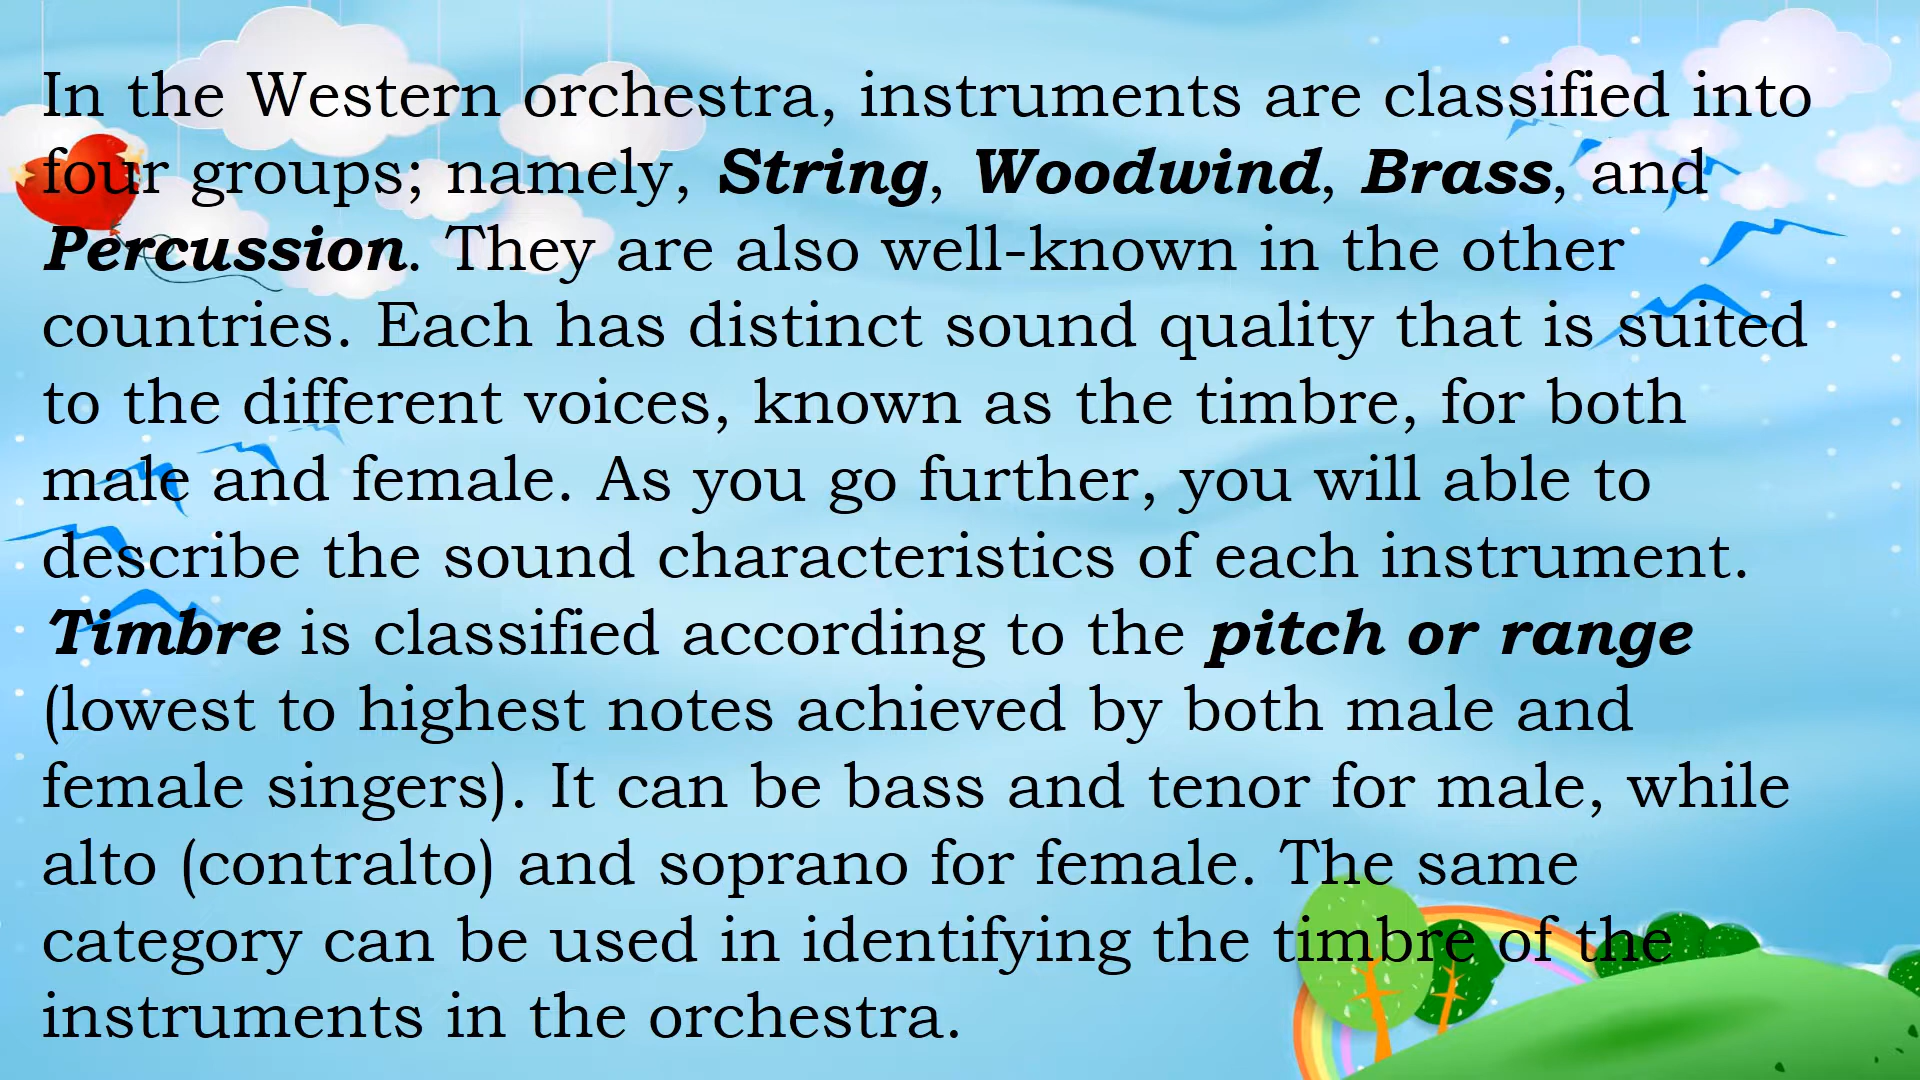 In the Western orchestra, instruments are classified into
four groups; namely, String, Woodwind, Brass, and
Percussion. They are also well-known in the other
countries. Each has distinct sound quality that is suited
to the different voices, known as the timbre, for both
male and female. As you go further, you will able to
describe the sound characteristics of each instrument.
Timbre is classified according to the pitch or range
(lowest to highest notes achieved by both male and
female singers). It can be bass and tenor for male, while
alto (contralto) and soprano for female. The same
category can be used in identifying the timbre of the
instruments in the orchestra.